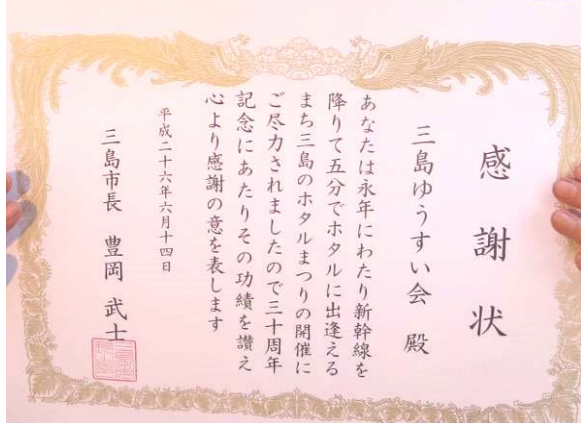 感謝状
三島ゆうすい会 殿
あなたは永年にわたり新幹線を
降りて五分でホタルに出逢える
まち三島のホタルまつりの開催に
ご尽力されましたので三十周年
記念にあたりその功績を讃え
心より感謝の意を表します
平成二十六年六月十四日
三島市長 豊岡 武士